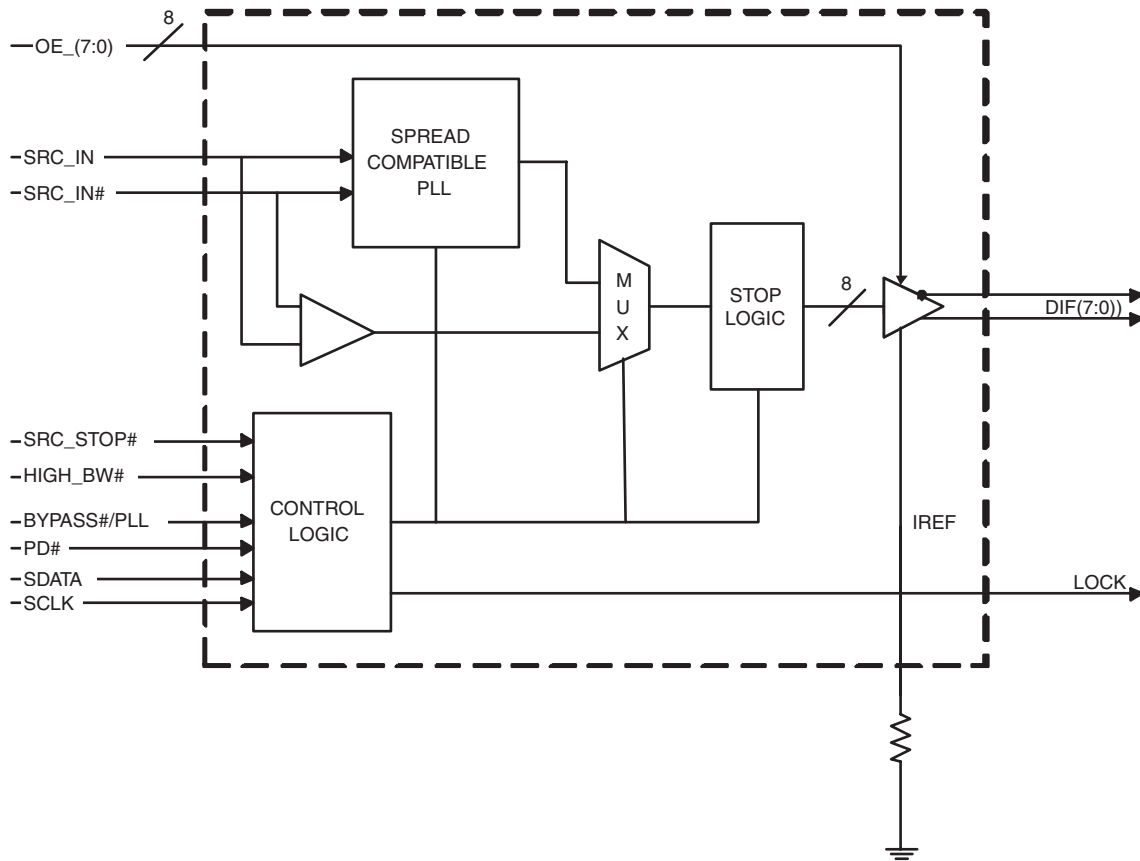 8
OE_(7:0)
SRC_IN
SRC_IN#
SPREAD
COMPATIBLE
PLL
M
U
X
STOP
LOGIC
8
DIF(7:0))
SRC_STOP#
HIGH_BW#
BYPASS#/PLL
PD#
SDATA
SCLK
CONTROL
LOGIC
IREF
LOCK